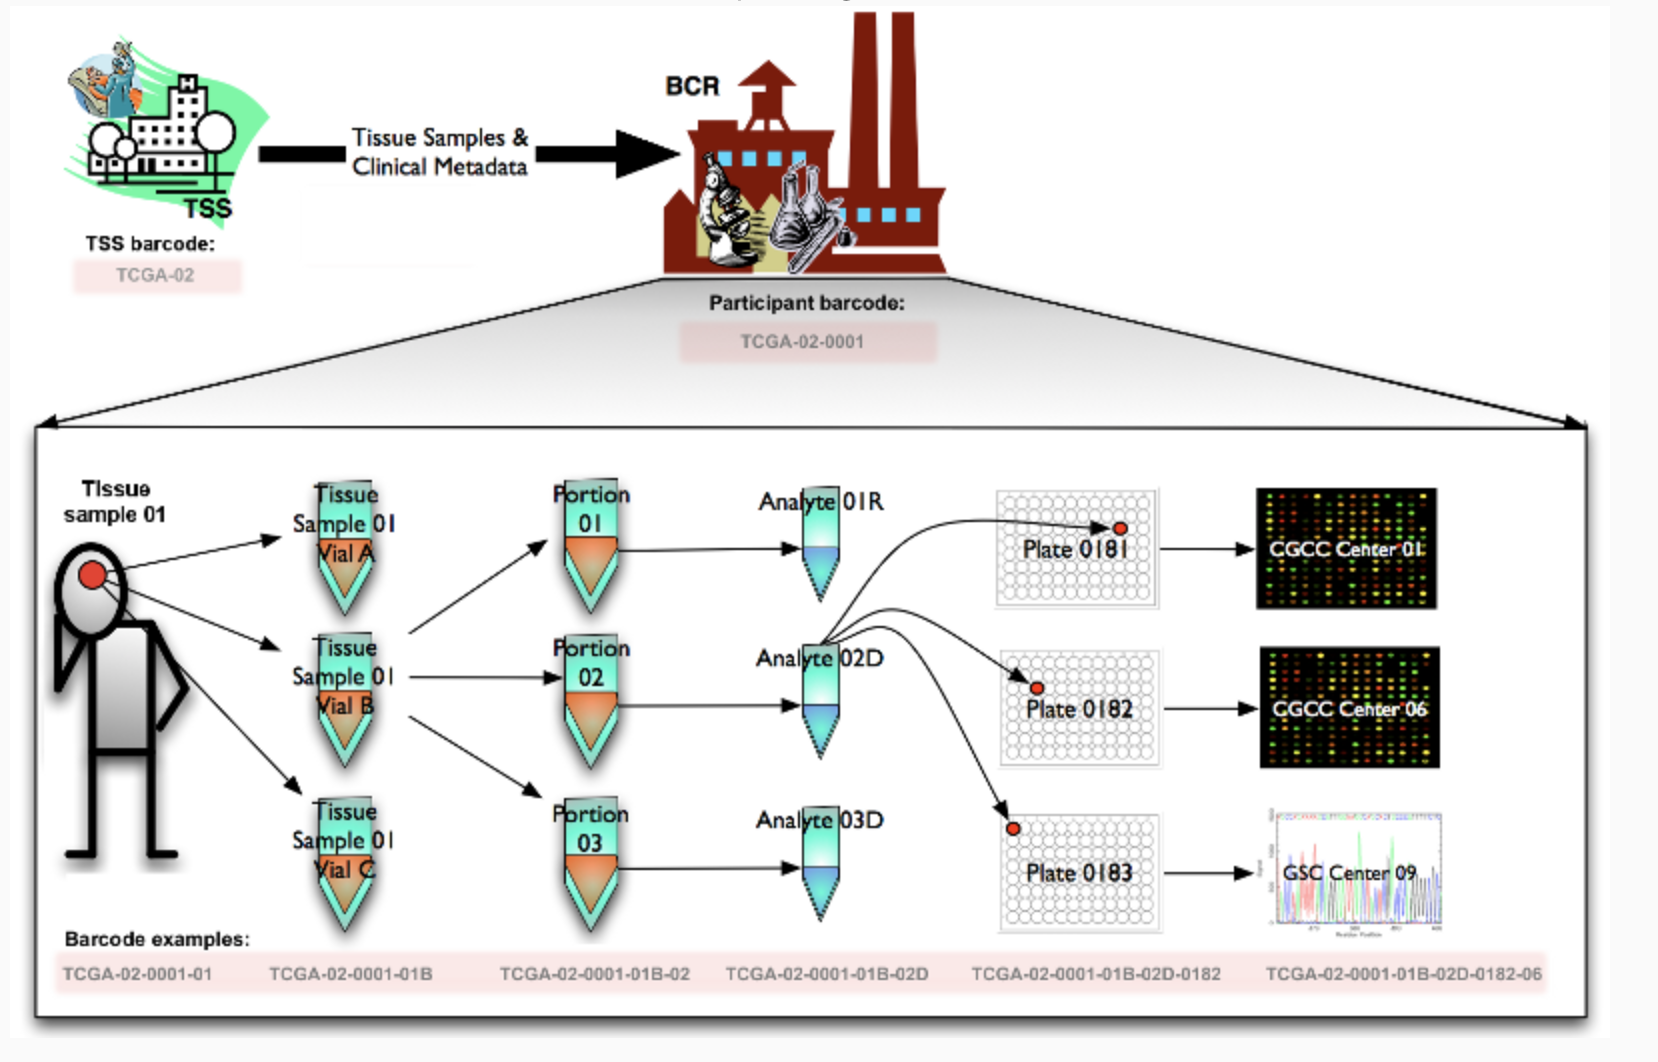 BCR
Tissue Samples &
Clinical Metadata
TSS
TSS barcode:
TCGA-02
Participant barcode:
TCGA-02-0001
TIssue
sample 01
Tissue
Sample 01
Vial A
Portion
01
Analyte 01R
Plate 0181
CGCC Center 01
Tissue
Sample 01
Vial B
Portion
02
Analyte 02D
Plate 0182
CGCC Center 06
Tissue
Sample 01
Vial C
Portion
03
Analyte 03D
Plate 0183
GSC Center 09
Barcode examples:
TCGA-02-0001-01 TCGA-02-0001-01B TCGA-02-0001-01B-02 TCGA-02-0001-01B-02D TCGA-02-0001-01B-02D-0182 TCGA-02-0001-01B-02D-0182-06